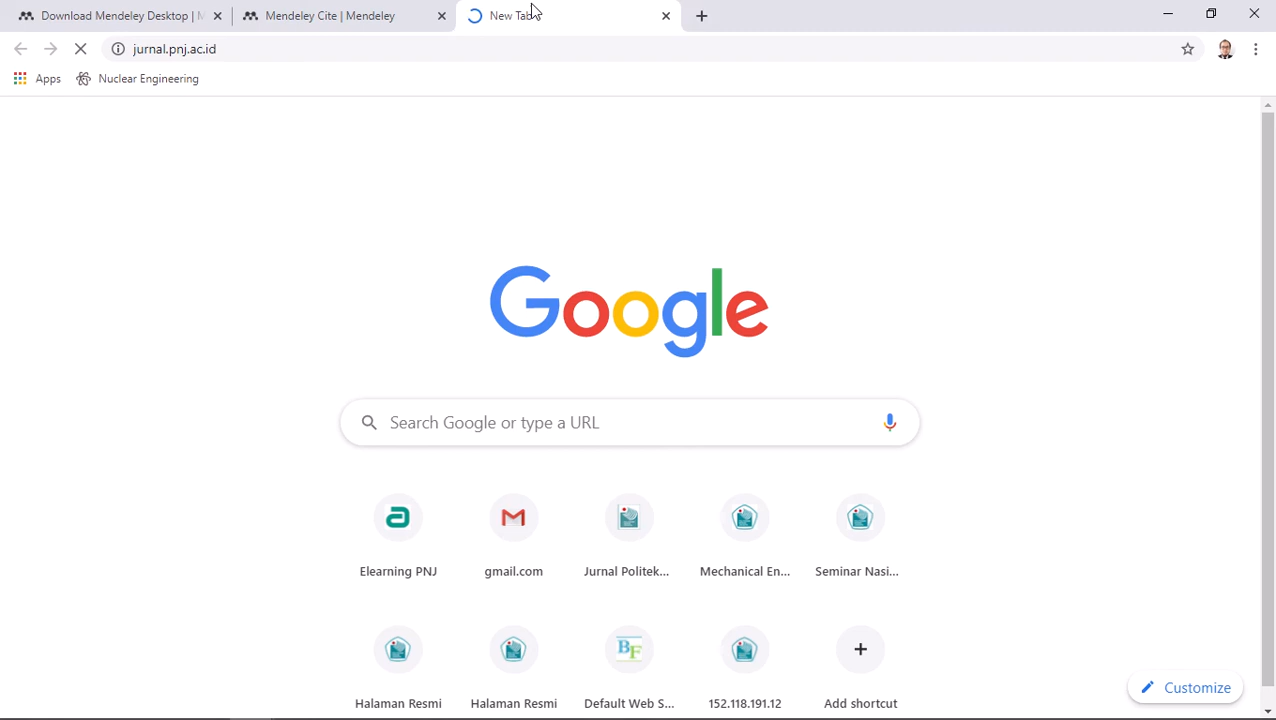 Download Mendeley Desktop | M
Mendeley Cite | Mendeley
New Tab
jurnal.pnj.ac.id
Apps
Nuclear Engineering
Google
Search Google or type a URL
Elearning PNJ
gmail.com
Jurnal Politek...
Mechanical En...
Seminar Nasi...
BF
Halaman Resmi
Halaman Resmi
Default Web S...
152.118.191.12
Add shortcut
Customize